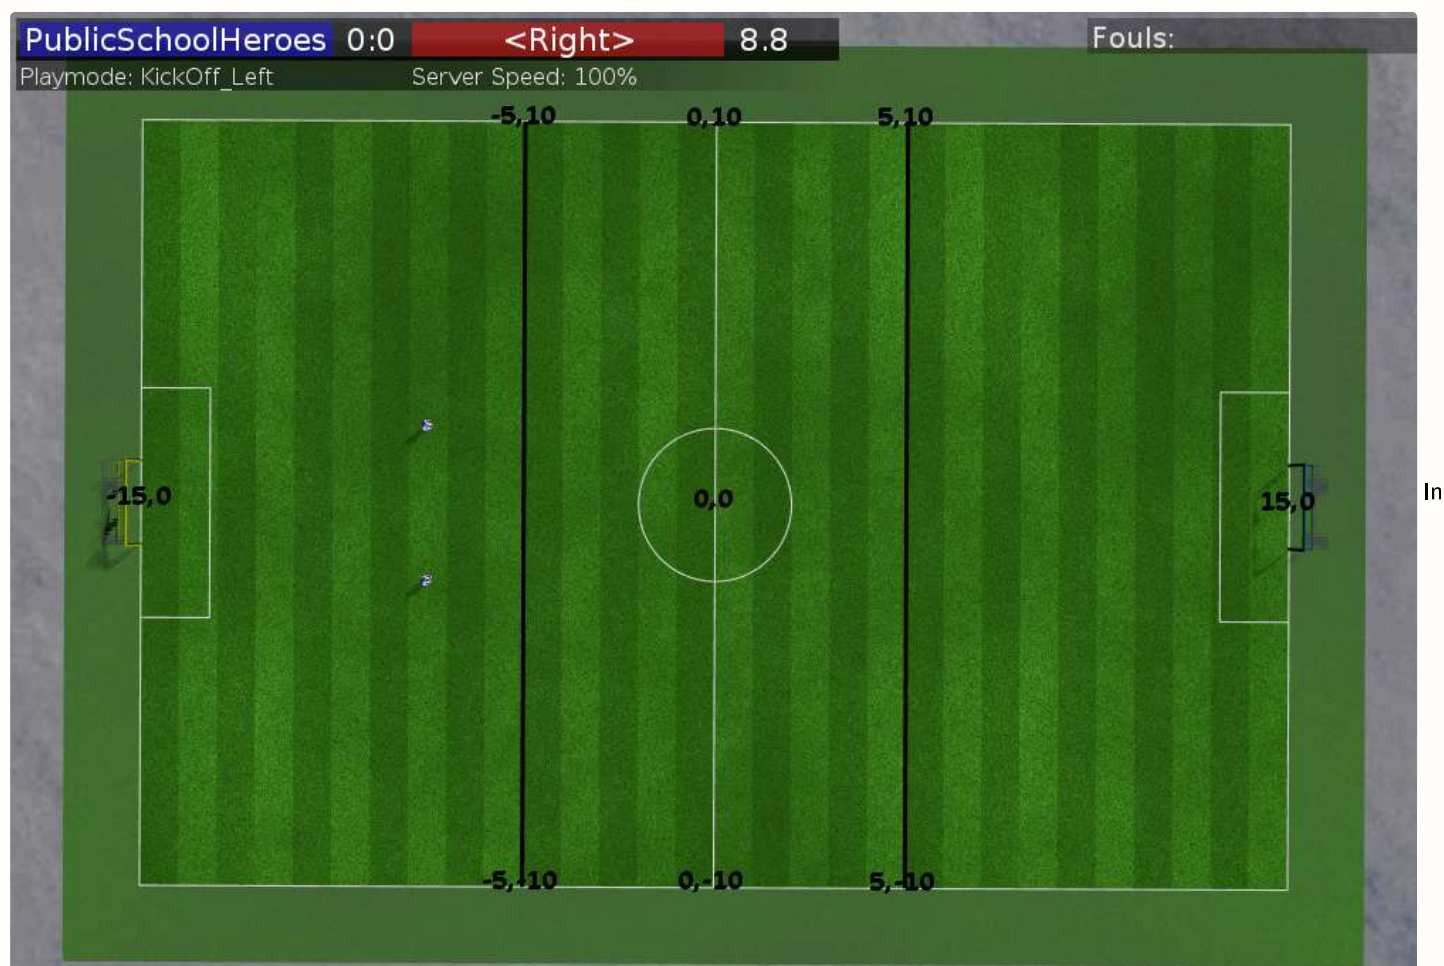 PublicSchoolHeroes 0:0 <Right> 8.8 Fouls:
Playmode: KickOff_Left Server Speed: 100%
-5,10 0,10 5,10
-15,0 0,0 15,0
In
-5,-10 0,-10 5,-10